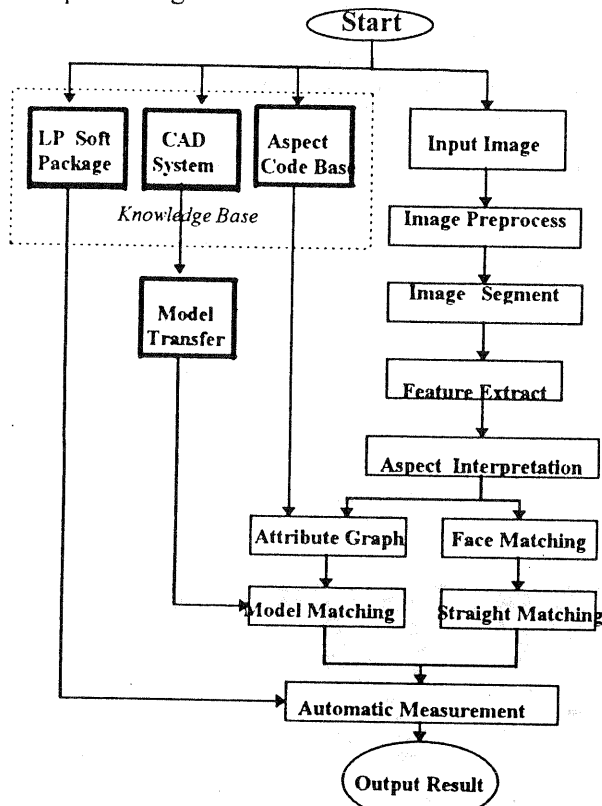 Start
LP Soft
Package
CAD
System
Aspect
Code Base
Input Image
Knowledge Base
Image Preprocess
Image Segment
Model
Transfer
Feature Extract
Aspect Interpretation
Attribute Graph
Face Matching
Model Matching
Straight Matching
Automatic Measurement
Output Result